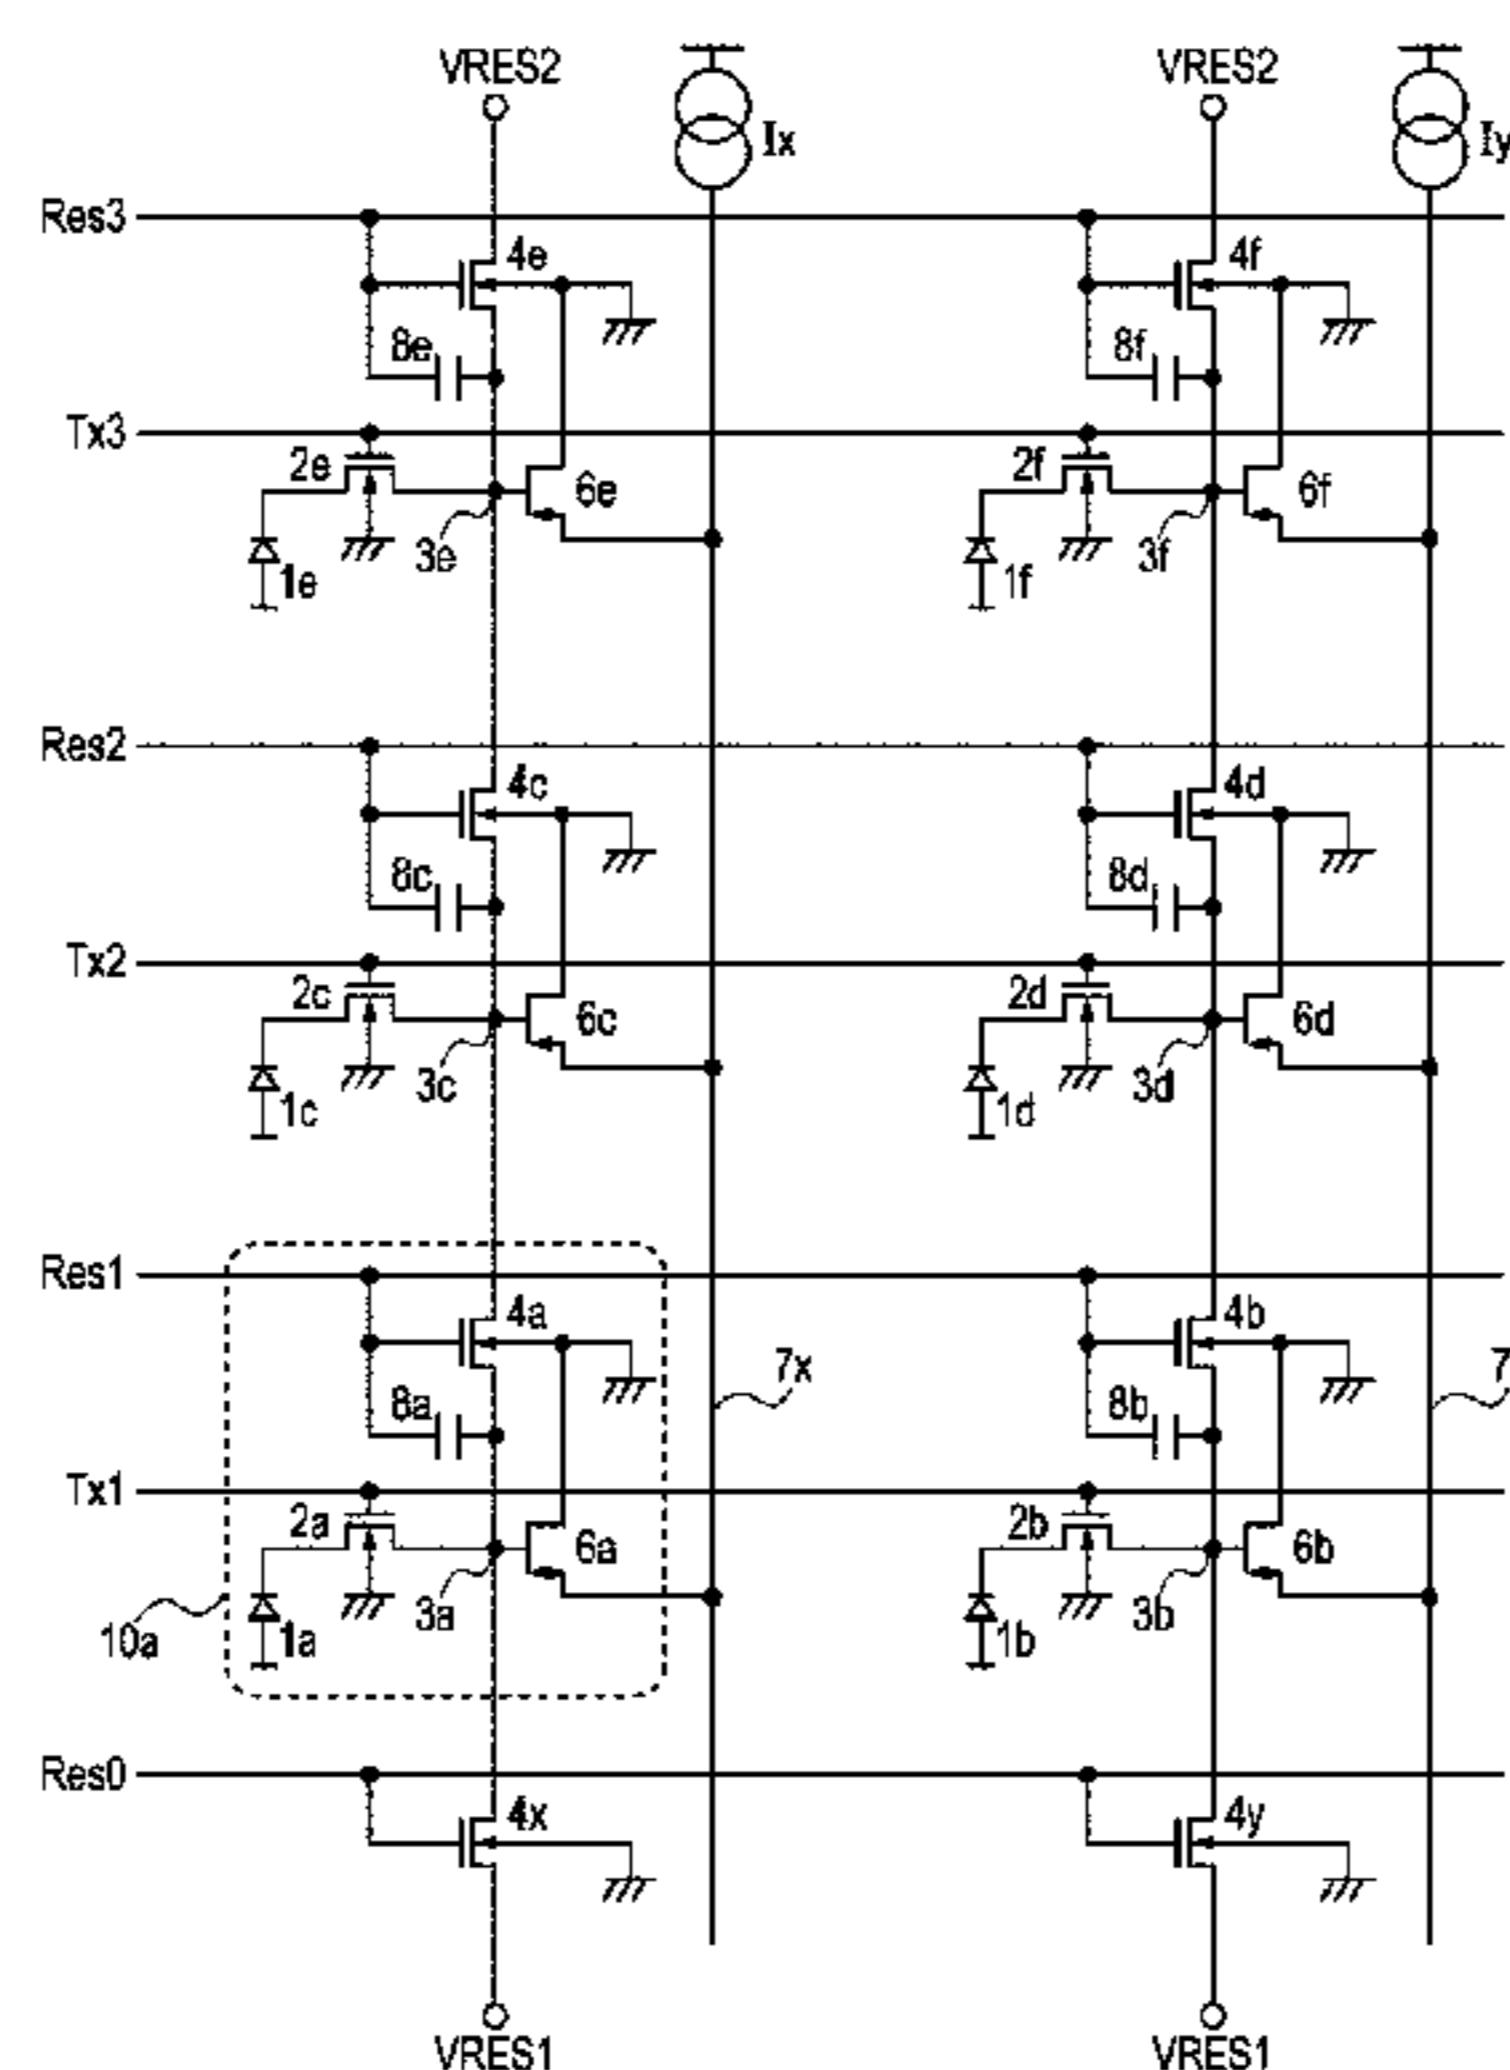 VRES2 VRES2
Ix Iy
Res3
4e 4f
8e 8f
Tx3
2e 6e 2f 6f
1e 3e 1f 3f
Res2
4c 4d
8c 8d
Tx2
2c 6c 2d 6d
1c 3c 1d 3d
Res1
4a 4b
7x 7
8a 8b
Tx1
2a 6a 2b 6b
10a 1a 3a 1b 3b
Res0
4x 4y
VRES1 VRES1